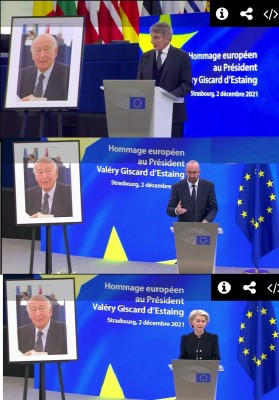 Hommage européen
au Président
Valéry Giscard d'Estaing
Strasbourg, 2 décembre 2021
Hommage européen
au Président
Valéry Giscard d'Estaing
Strasbourg, 2 décembre
Hommage européen
au Président
Valéry Giscard d'Estaing
Strasbourg, 2 décembre 2021